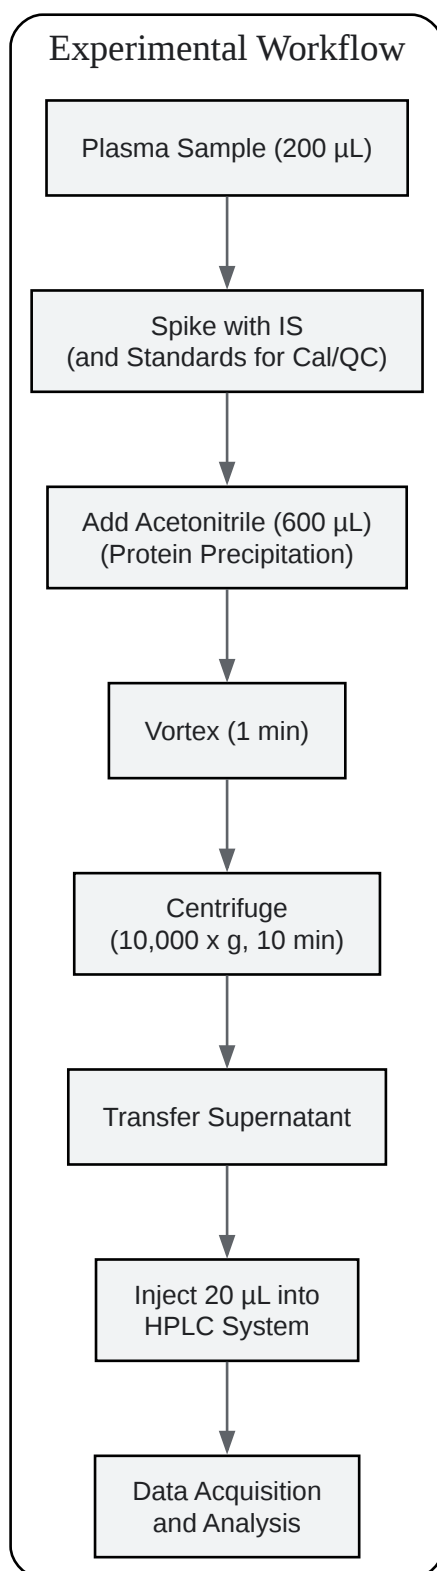 Experimental Workflow
Plasma Sample (200 µL)
Spike with IS
(and Standards for Cal/QC)
Add Acetonitrile (600 µL)
(Protein Precipitation)
Vortex (1 min)
Centrifuge
(10,000 x g, 10 min)
Transfer Supernatant
Inject 20 µL into
HPLC System
Data Acquisition
and Analysis